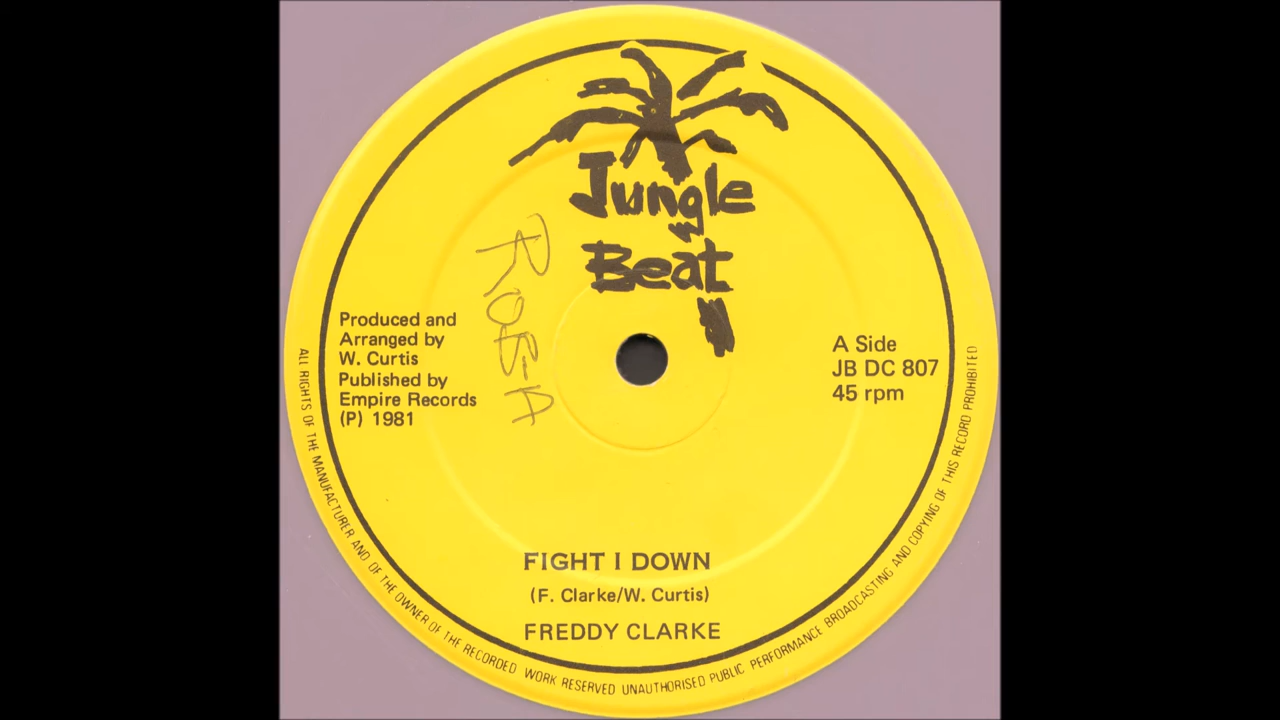 Jungle
Beat
ROB-A
Produced and
Arranged by
W. Curtis
Published by
Empire Records
(P) 1981
A Side
JB DC 807
45 rpm
FIGHT I DOWN
(F. Clarke/W. Curtis)
FREDDY CLARKE
ALL RIGHTS OF THE MANUFACTURER AND OF THE OWNER OF THE RECORDED WORK RESERVED UNAUTHORISED PUBLIC PERFORMANCE BROADCASTING AND COPYING OF THIS RECORD PROHIBITED